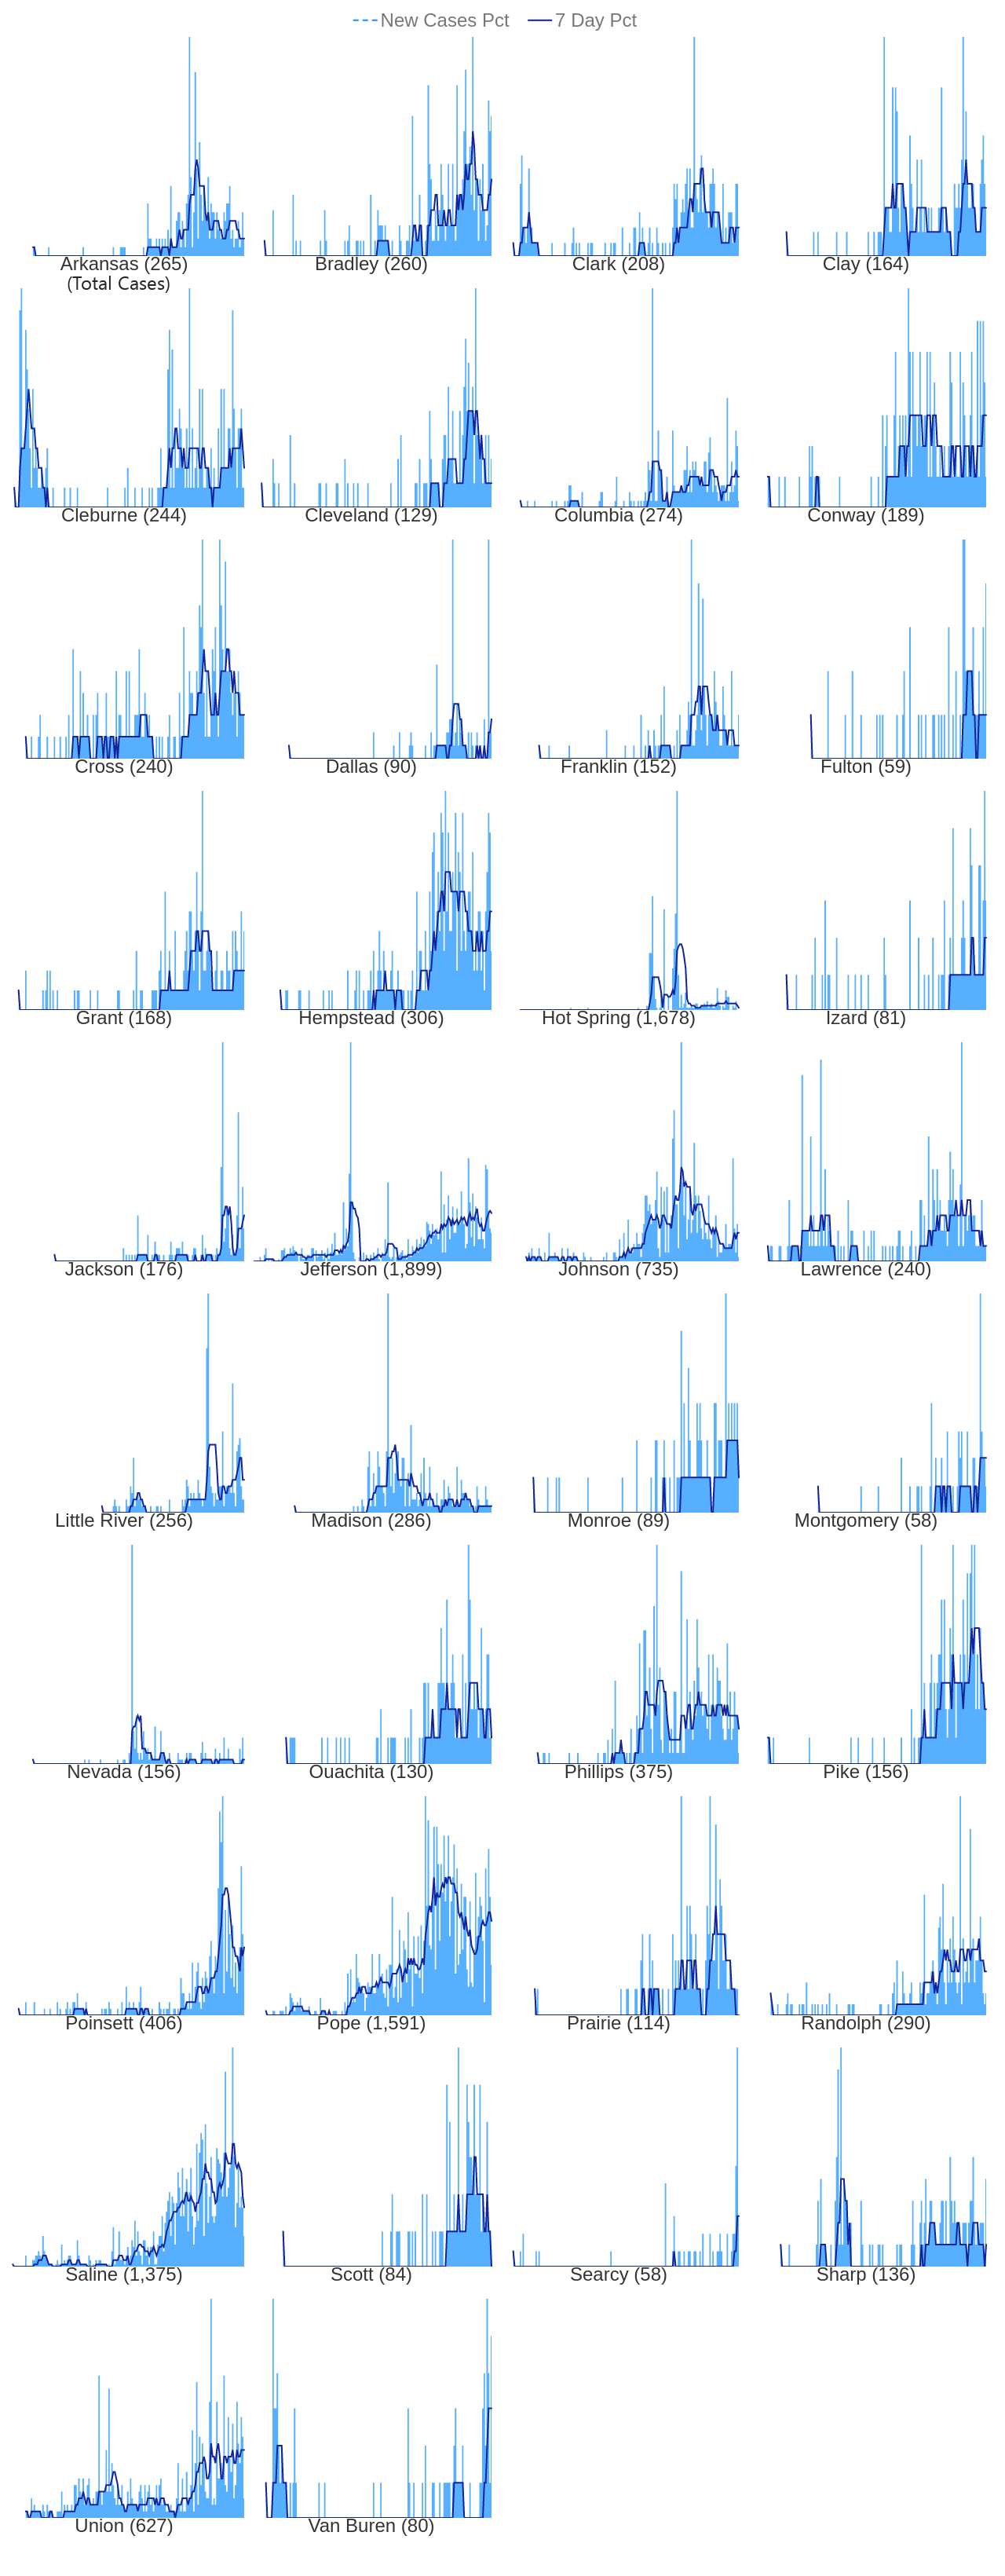 New Cases Pct 7 Day Pct
Arkansas (265) Bradley (260) Clark (208) Clay (164)
(Total Cases)
Cleburne (244) Cleveland (129) Columbia (274) Conway (189)
Cross (240) Dallas (90) Franklin (152) Fulton (59)
Grant (168) Hempstead (306) Hot Spring (1,678) Izard (81)
Jackson (176) Jefferson (1,899) Johnson (735) Lawrence (240)
Little River (256) Madison (286) Monroe (89) Montgomery (58)
Nevada (156) Ouachita (130) Phillips (375) Pike (156)
Poinsett (406) Pope (1,591) Prairie (114) Randolph (290)
Saline (1,375) Scott (84) Searcy (58) Sharp (136)
Union (627) Van Buren (80)